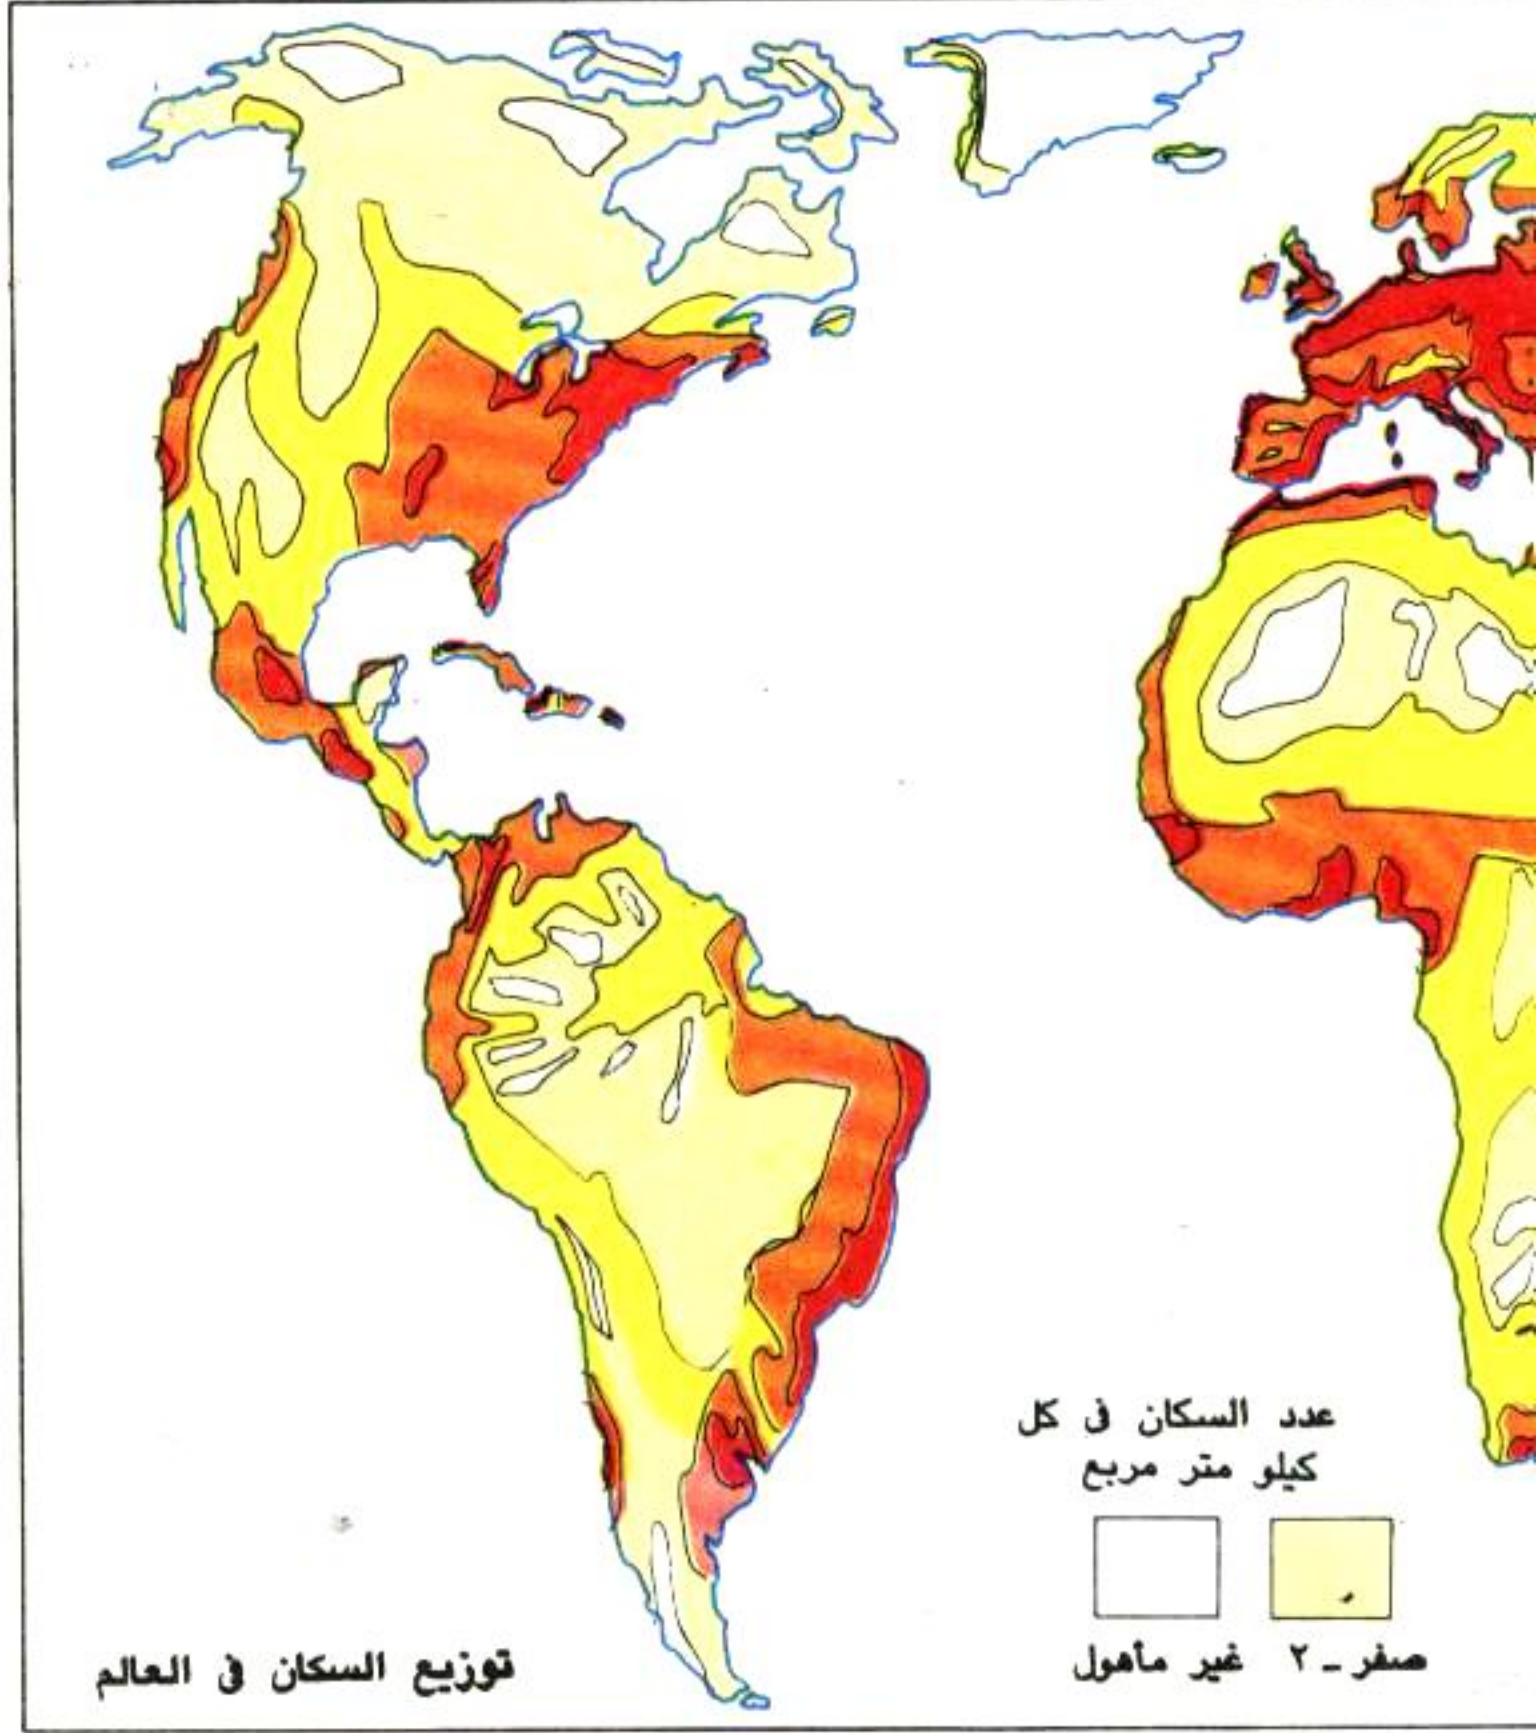 عدد السكان فى كل
كيلو متر مربع
صفر - ٢
غير مأهول
توزيع السكان فى العالم